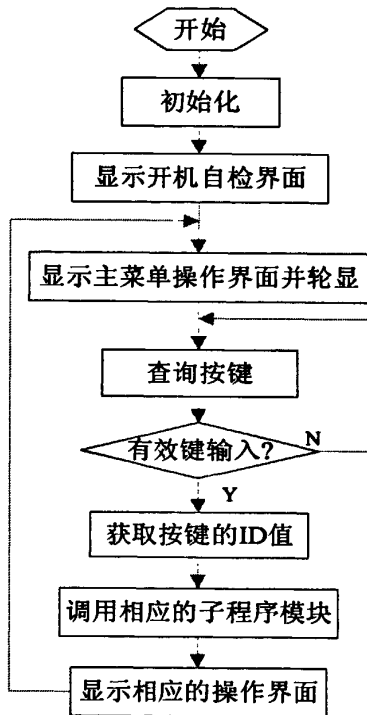 开始
初始化
显示开机自检界面
显示主菜单操作界面并轮显
查询按键
有效键输入?
N
Y
获取按键的ID值
调用相应的子程序模块
显示相应的操作界面